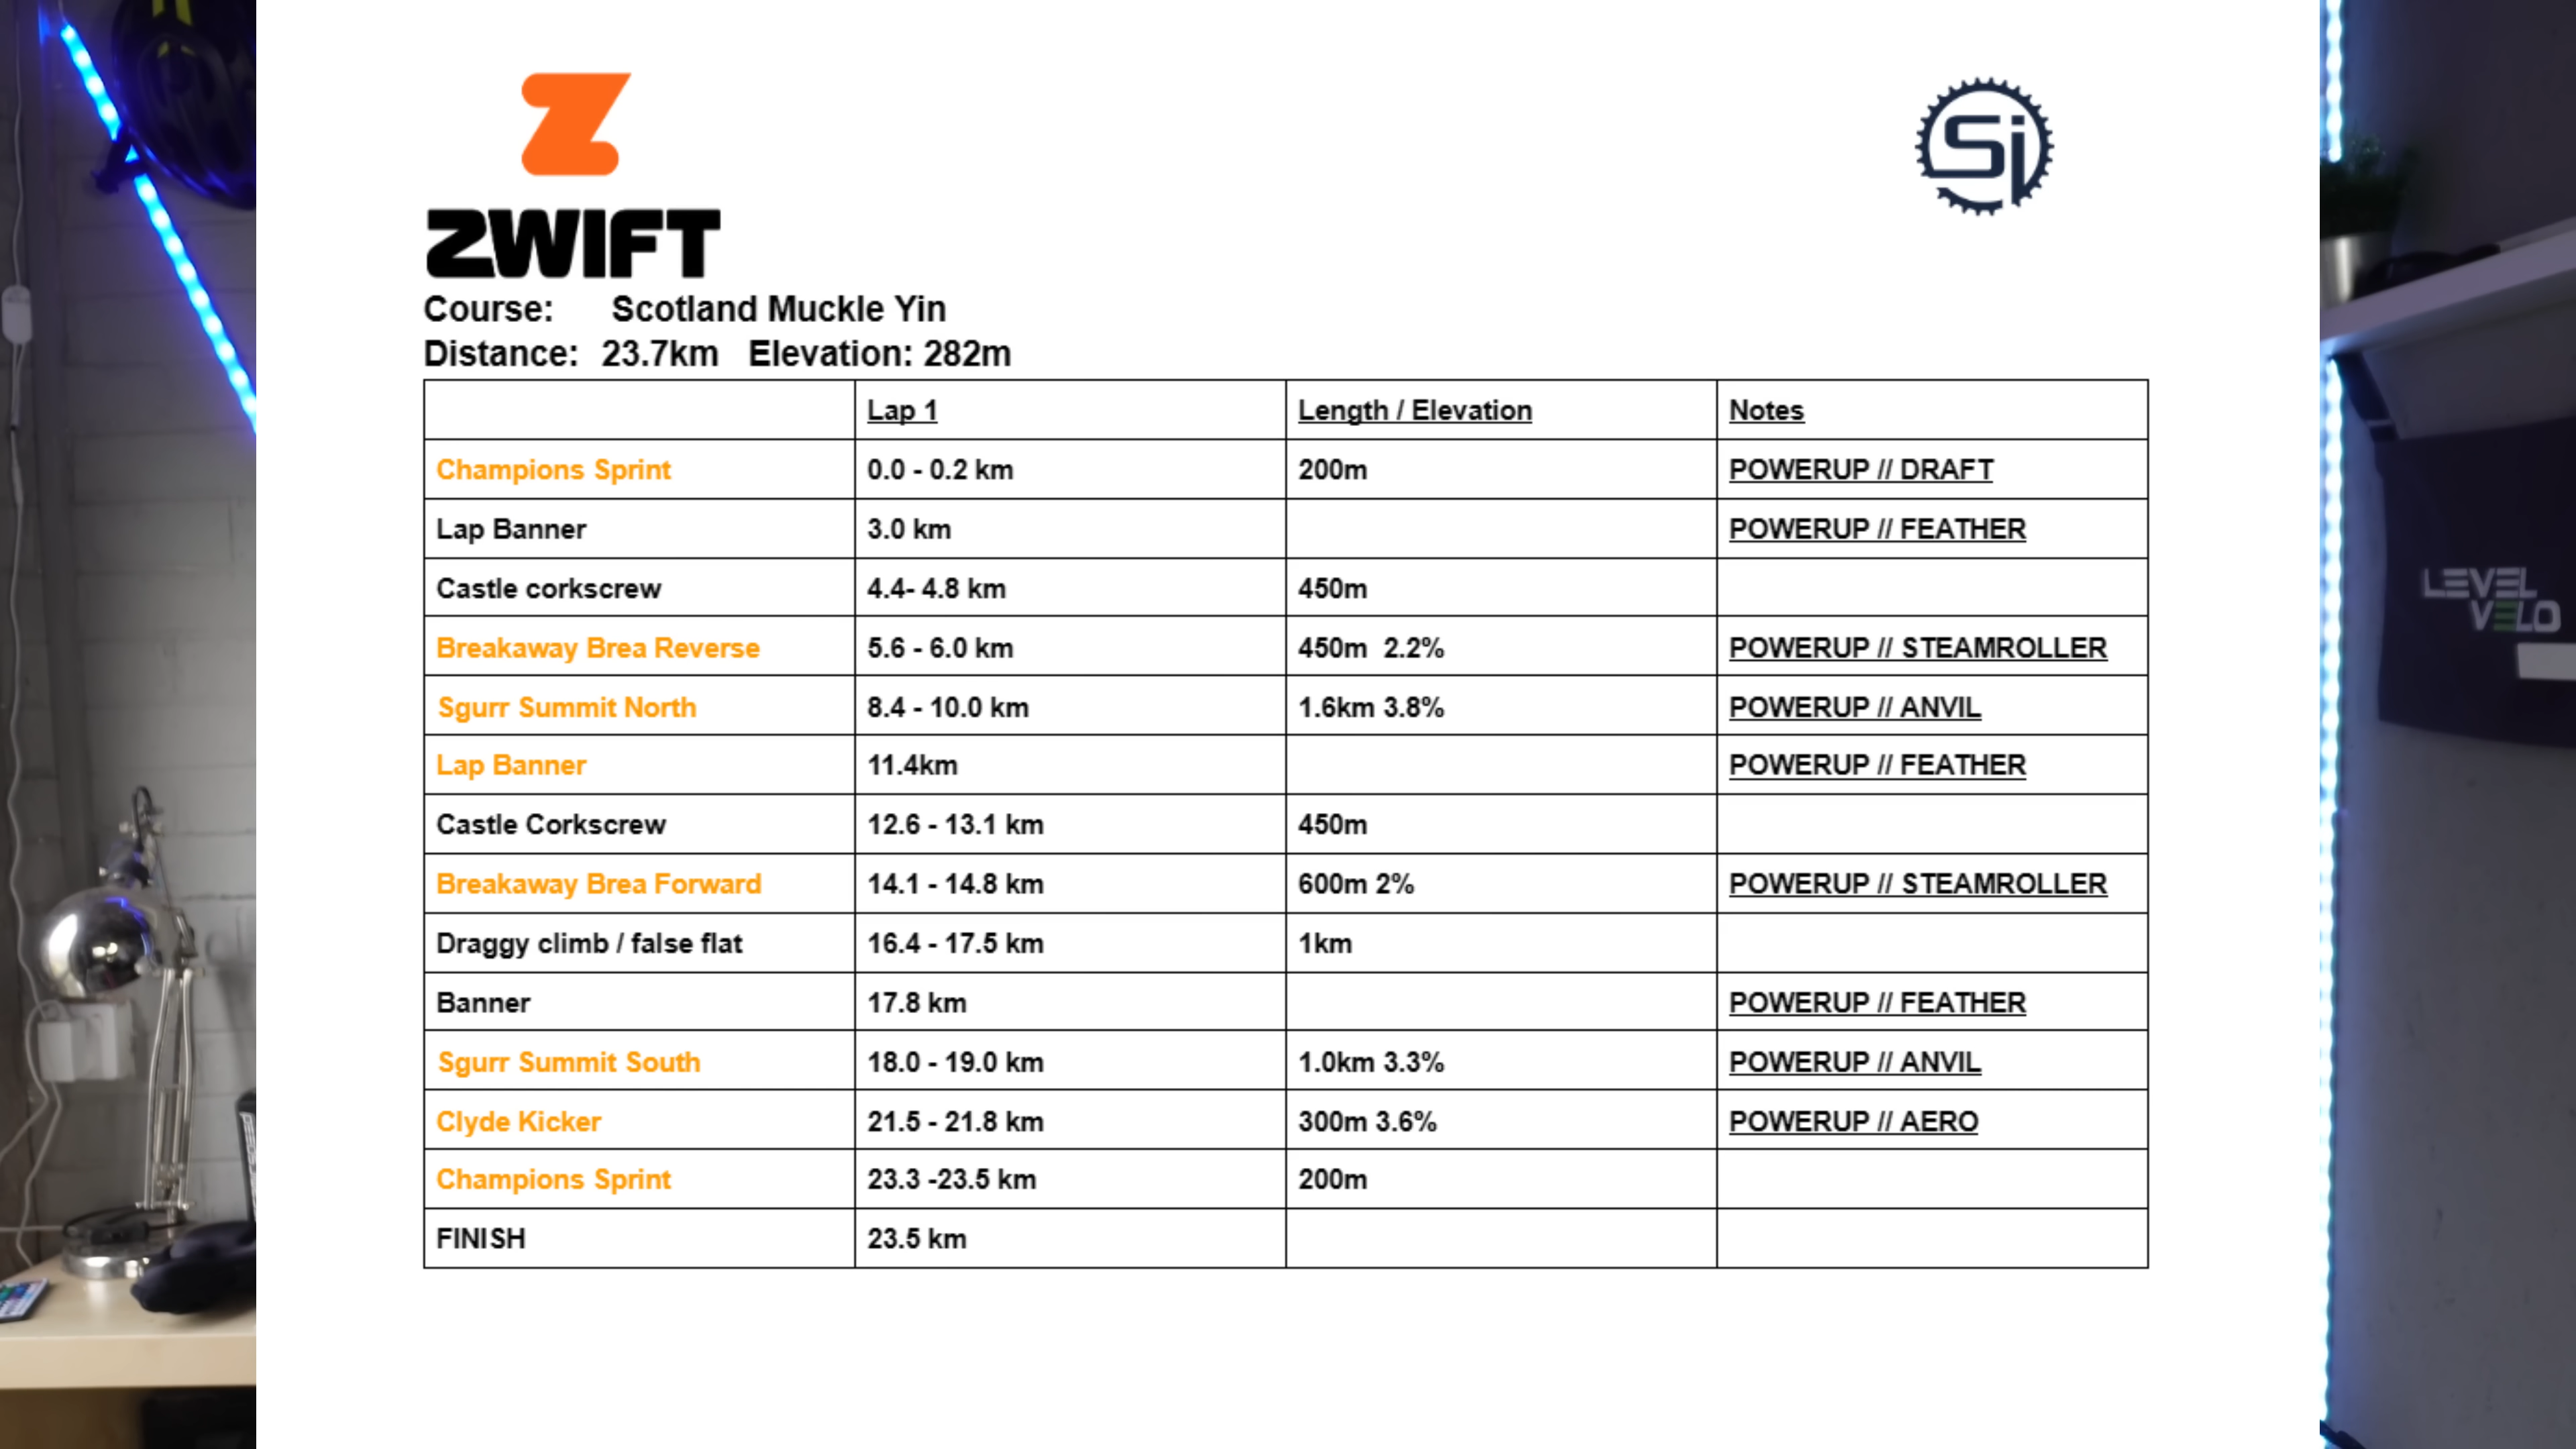 ZWIFT
Si
Course: Scotland Muckle Yin
Distance: 23.7km Elevation: 282m
Lap 1 Length / Elevation Notes
Champions Sprint 0.0 - 0.2 km 200m POWERUP // DRAFT
Lap Banner 3.0 km POWERUP // FEATHER
Castle corkscrew 4.4- 4.8 km 450m
Breakaway Brea Reverse 5.6 - 6.0 km 450m 2.2% POWERUP // STEAMROLLER
Sgurr Summit North 8.4 - 10.0 km 1.6km 3.8% POWERUP // ANVIL
Lap Banner 11.4km POWERUP // FEATHER
Castle Corkscrew 12.6 - 13.1 km 450m
Breakaway Brea Forward 14.1 - 14.8 km 600m 2% POWERUP // STEAMROLLER
Draggy climb / false flat 16.4 - 17.5 km 1km
Banner 17.8 km POWERUP // FEATHER
Sgurr Summit South 18.0 - 19.0 km 1.0km 3.3% POWERUP // ANVIL
Clyde Kicker 21.5 - 21.8 km 300m 3.6% POWERUP // AERO
Champions Sprint 23.3 -23.5 km 200m
FINISH 23.5 km
LEVEL
VELO